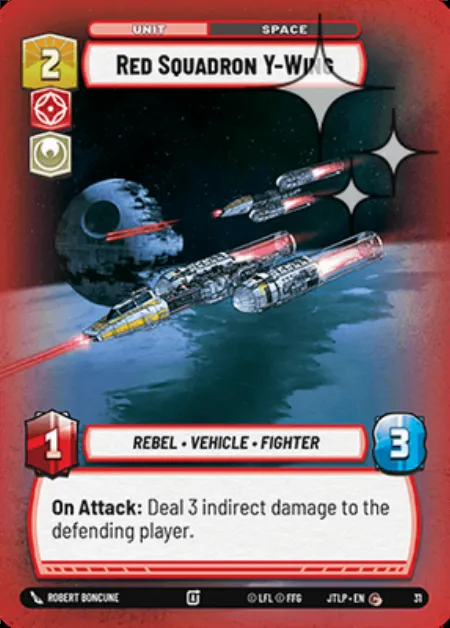 UNIT
SPACE
2
RED SQUADRON Y-WING
1
REBEL • VEHICLE • FIGHTER
3
On Attack: Deal 3 indirect damage to the
defending player.
ROBERT BONCUNE
© LFL © FFG
JTLP • EN
31